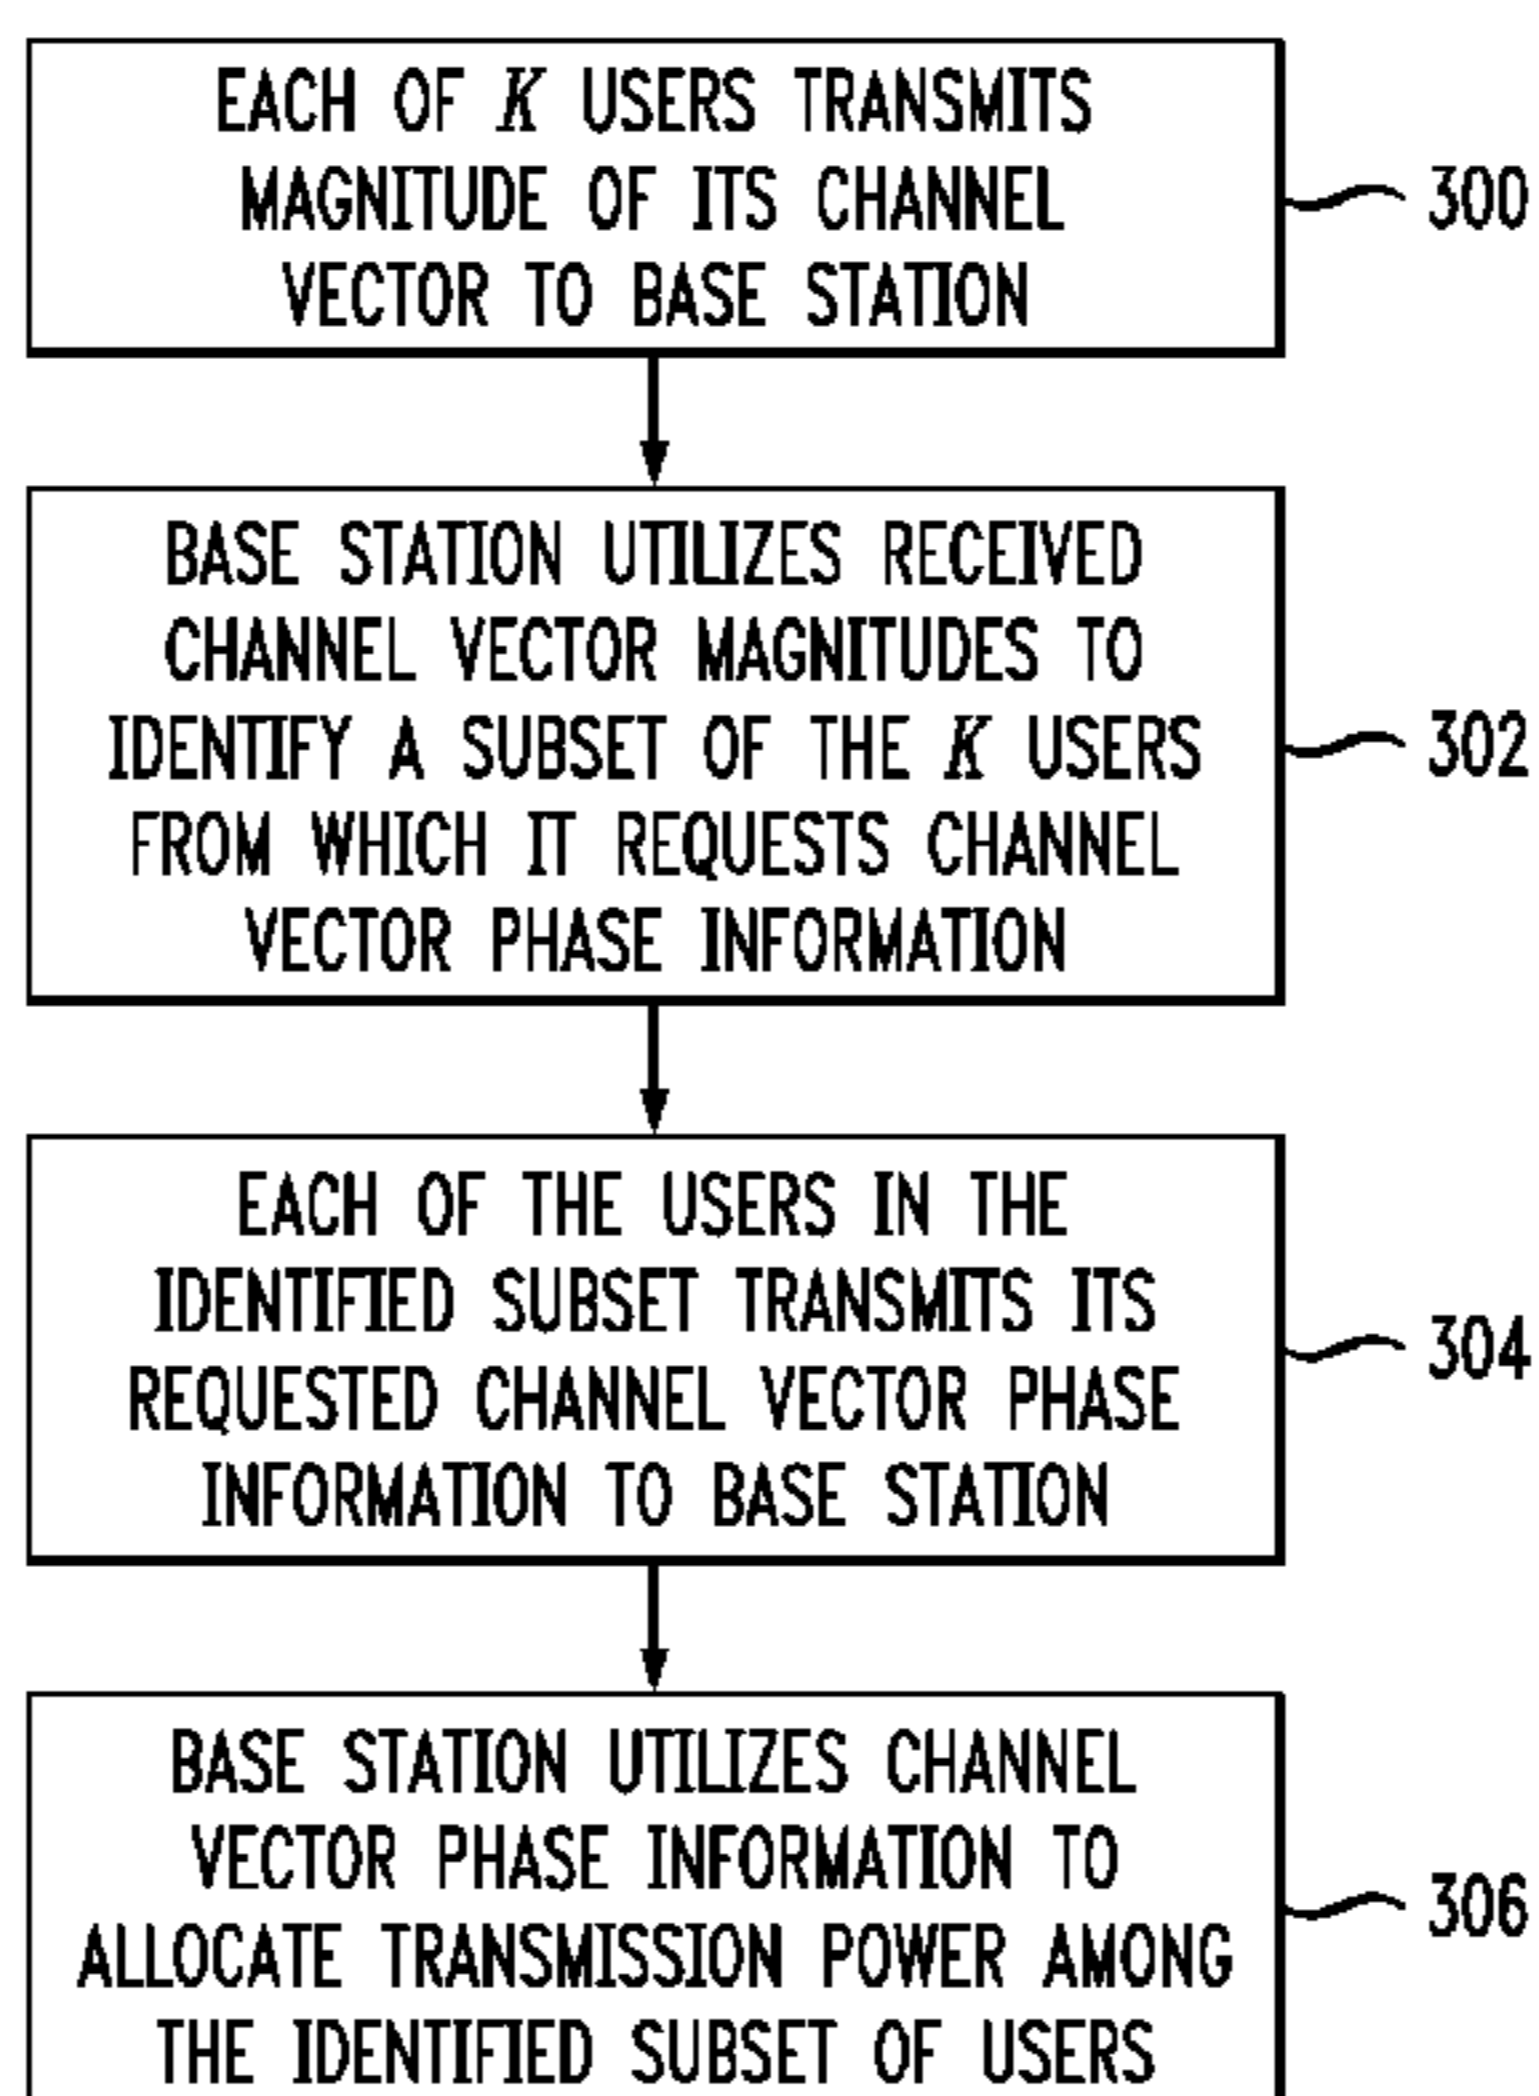 EACH OF K USERS TRANSMITS
MAGNITUDE OF ITS CHANNEL
VECTOR TO BASE STATION
300
BASE STATION UTILIZES RECEIVED
CHANNEL VECTOR MAGNITUDES TO
IDENTIFY A SUBSET OF THE K USERS
FROM WHICH IT REQUESTS CHANNEL
VECTOR PHASE INFORMATION
302
EACH OF THE USERS IN THE
IDENTIFIED SUBSET TRANSMITS ITS
REQUESTED CHANNEL VECTOR PHASE
INFORMATION TO BASE STATION
304
BASE STATION UTILIZES CHANNEL
VECTOR PHASE INFORMATION TO
ALLOCATE TRANSMISSION POWER AMONG
THE IDENTIFIED SUBSET OF USERS
306